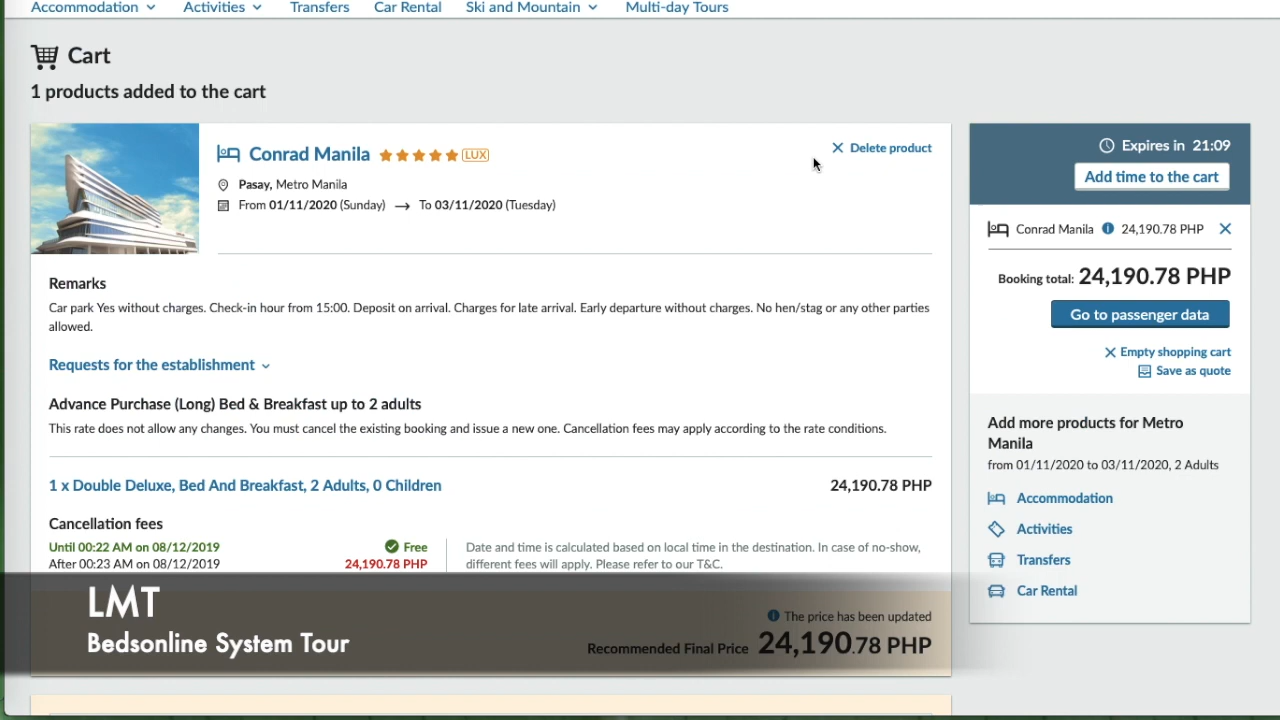 Accommodation Activities Transfers Car Rental Ski and Mountain Multi-day Tours
Cart
1 products added to the cart
Conrad Manila LUX
Delete product
Pasay, Metro Manila
From 01/11/2020 (Sunday) → To 03/11/2020 (Tuesday)
Remarks
Car park Yes without charges. Check-in hour from 15:00. Deposit on arrival. Charges for late arrival. Early departure without charges. No hen/stag or any other parties
allowed.
Requests for the establishment
Advance Purchase (Long) Bed & Breakfast up to 2 adults
This rate does not allow any changes. You must cancel the existing booking and issue a new one. Cancellation fees may apply according to the rate conditions.
1 x Double Deluxe, Bed And Breakfast, 2 Adults, 0 Children 24,190.78 PHP
Cancellation fees
Until 00:22 AM on 08/12/2019 Free
After 00:23 AM on 08/12/2019 24,190.78 PHP
Date and time is calculated based on local time in the destination. In case of no-show,
different fees will apply. Please refer to our T&C.
The price has been updated
Recommended Final Price 24,190.78 PHP
LMT
Bedsonline System Tour
Expires in 21:09
Add time to the cart
Conrad Manila 24,190.78 PHP
Booking total: 24,190.78 PHP
Go to passenger data
Empty shopping cart
Save as quote
Add more products for Metro
Manila
from 01/11/2020 to 03/11/2020, 2 Adults
Accommodation
Activities
Transfers
Car Rental